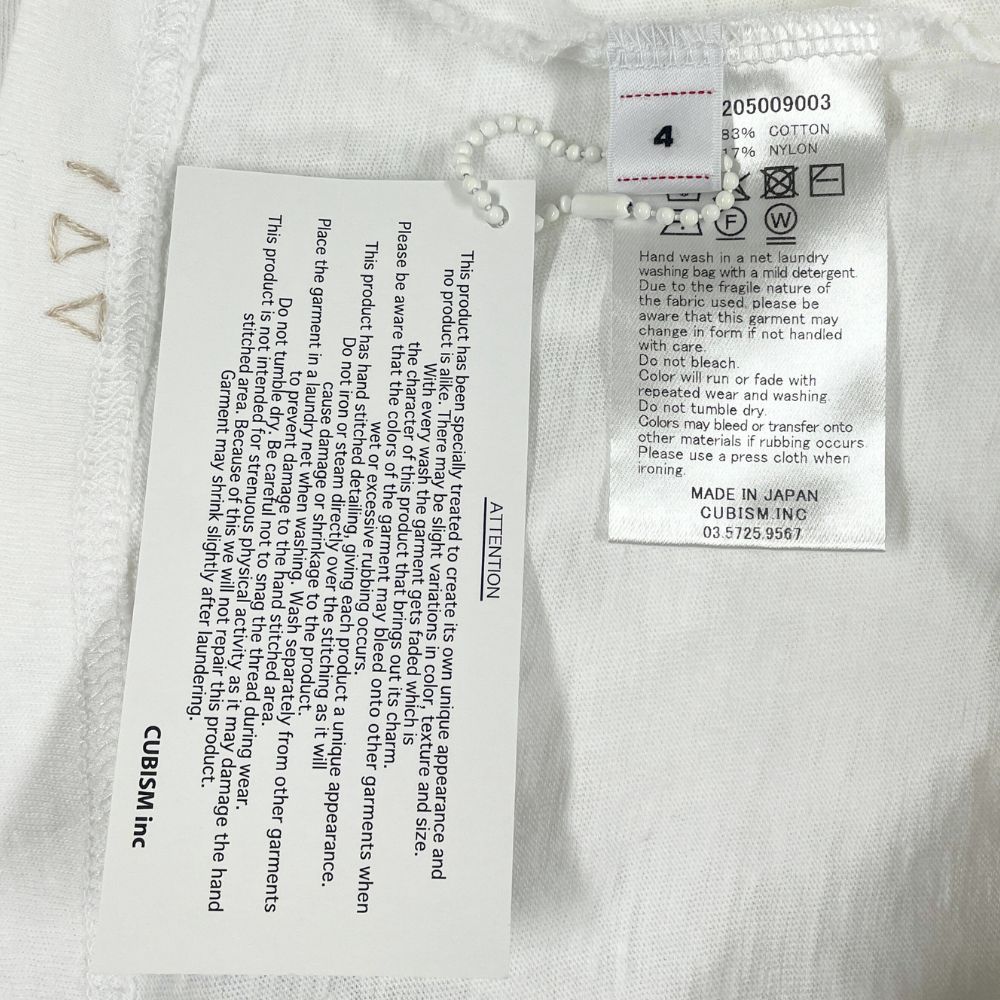 4
205009003
83% COTTON
17% NYLON
F
W
Hand wash in a net laundry
washing bag with a mild detergent.
Due to the fragile nature of
the fabric used, please be
aware that this garment may
change in form if not handled
with care.
Do not bleach.
Color will run or fade with
repeated wear and washing.
Do not tumble dry.
Colors may bleed or transfer onto
other materials if rubbing occurs.
Please use a press cloth when
ironing.
MADE IN JAPAN
CUBISM.INC
03.5725.9567
ATTENTION
This product has been specially treated to create its own unique appearance and
no product is alike. There may be slight variations in color, texture and size.
With every wash the garment gets faded which is
the character of this product that brings out its charm.
Please be aware that the colors of the garment may bleed onto other garments when
wet or excessive rubbing occurs.
This product has hand stitched detailing, giving each product a unique appearance.
Do not iron or steam directly over the stitching as it will
cause damage or shrinkage to the product.
Place the garment in a laundry net when washing. Wash separately from other garments
to prevent damage to the hand stitched area.
Do not tumble dry. Be careful not to snag the thread during wear.
This product is not intended for strenuous physical activity as it may damage the hand
stitched area. Because of this we will not repair this product.
Garment may shrink slightly after laundering.
CUBISM inc